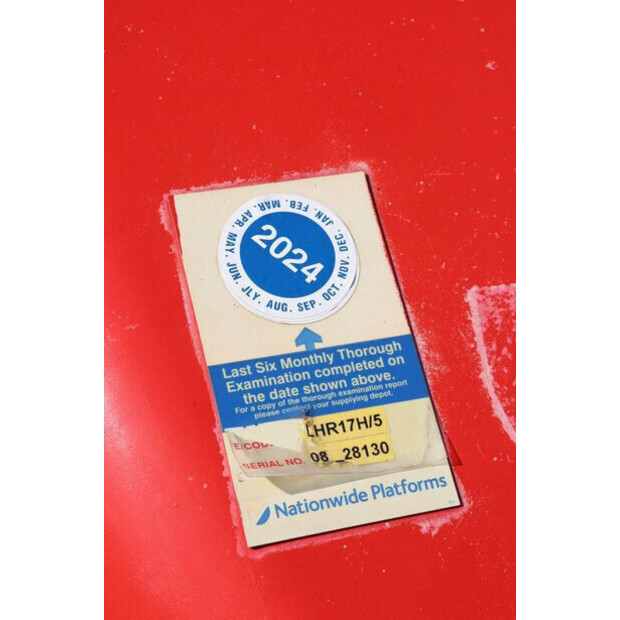 2024
JAN. FEB. MAR. APR. MAY. JUN. JLY. AUG. SEP. OCT. NOV. DEC.
Last Six Monthly Thorough
Examination completed on
the date shown above.
For a copy of the thorough examination report
please contact your supplying depot.
LHR17H/5
SERIAL NO. 08 _28130
Nationwide Platforms